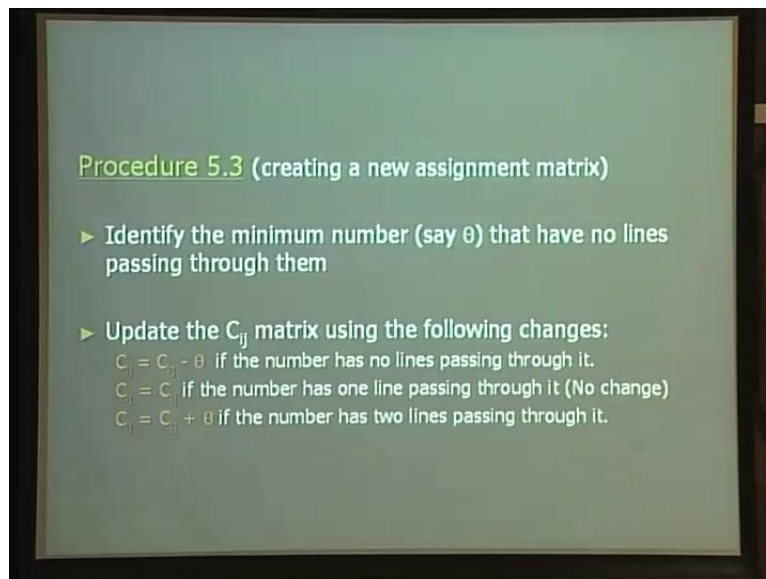 Procedure 5.3 (creating a new assignment matrix)
► Identify the minimum number (say θ) that have no lines
passing through them
► Update the Cij matrix using the following changes:
Cij = Cij - θ if the number has no lines passing through it.
Cij = Cij if the number has one line passing through it (No change)
Cij = Cij + θ if the number has two lines passing through it.